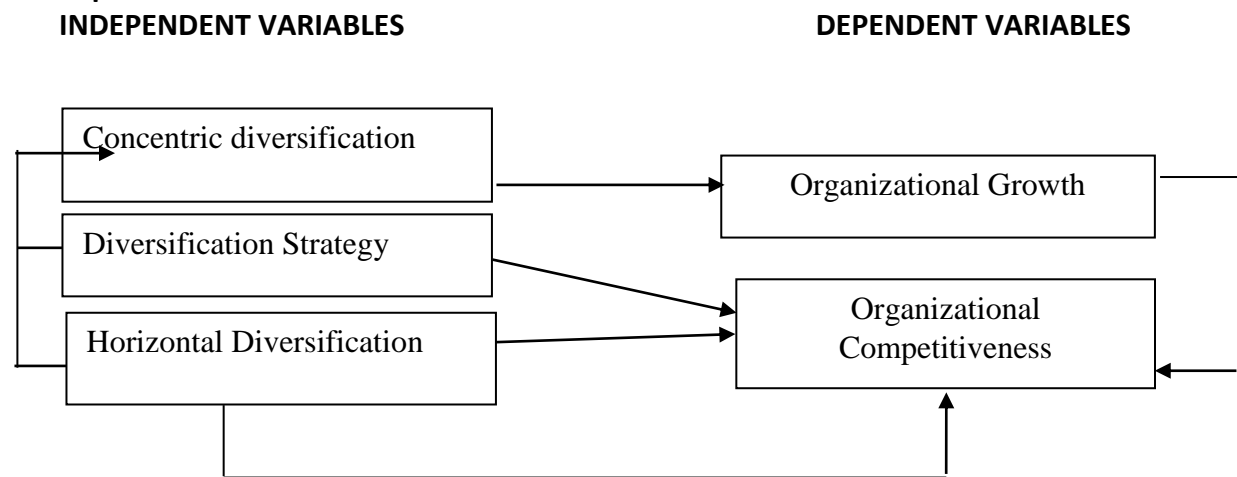 INDEPENDENT VARIABLES
DEPENDENT VARIABLES
Concentric diversification
Organizational Growth
Diversification Strategy
Horizontal Diversification
Organizational
Competitiveness